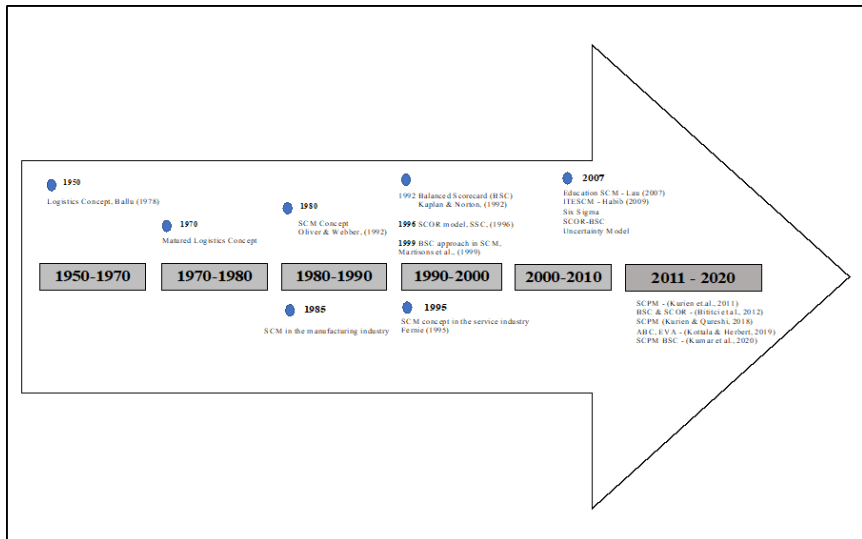 1950
Logistics Concept, Ballu (1978)
1970
Matured Logistics Concept
1980
SCM Concept
Oliver & Webber, (1992)
1992 Balanced Scorecard (BSC)
Kaplan & Norton, (1992)
1996 SCOR model, SSC, (1996)
1999 BSC approach in SCM,
Martisons et al., (1999)
2007
Education SCM - Lau (2007)
ITESCM - Habib (2009)
Six Sigma
SCOR-BSC
Uncertainty Model
1950-1970
1970-1980
1980-1990
1990-2000
2000-2010
2011 - 2020
1985
SCM in the manufacturing industry
1995
SCM concept in the service industry
Fernie (1995)
SCPM - (Kurien et.al., 2011)
BSC & SCOR - (Bititci et al., 2012)
SCPM (Kurien & Qureshi, 2018)
ABC, EVA - (Kottala & Herbert, 2019)
SCPM BSC - (Kumar et al., 2020)